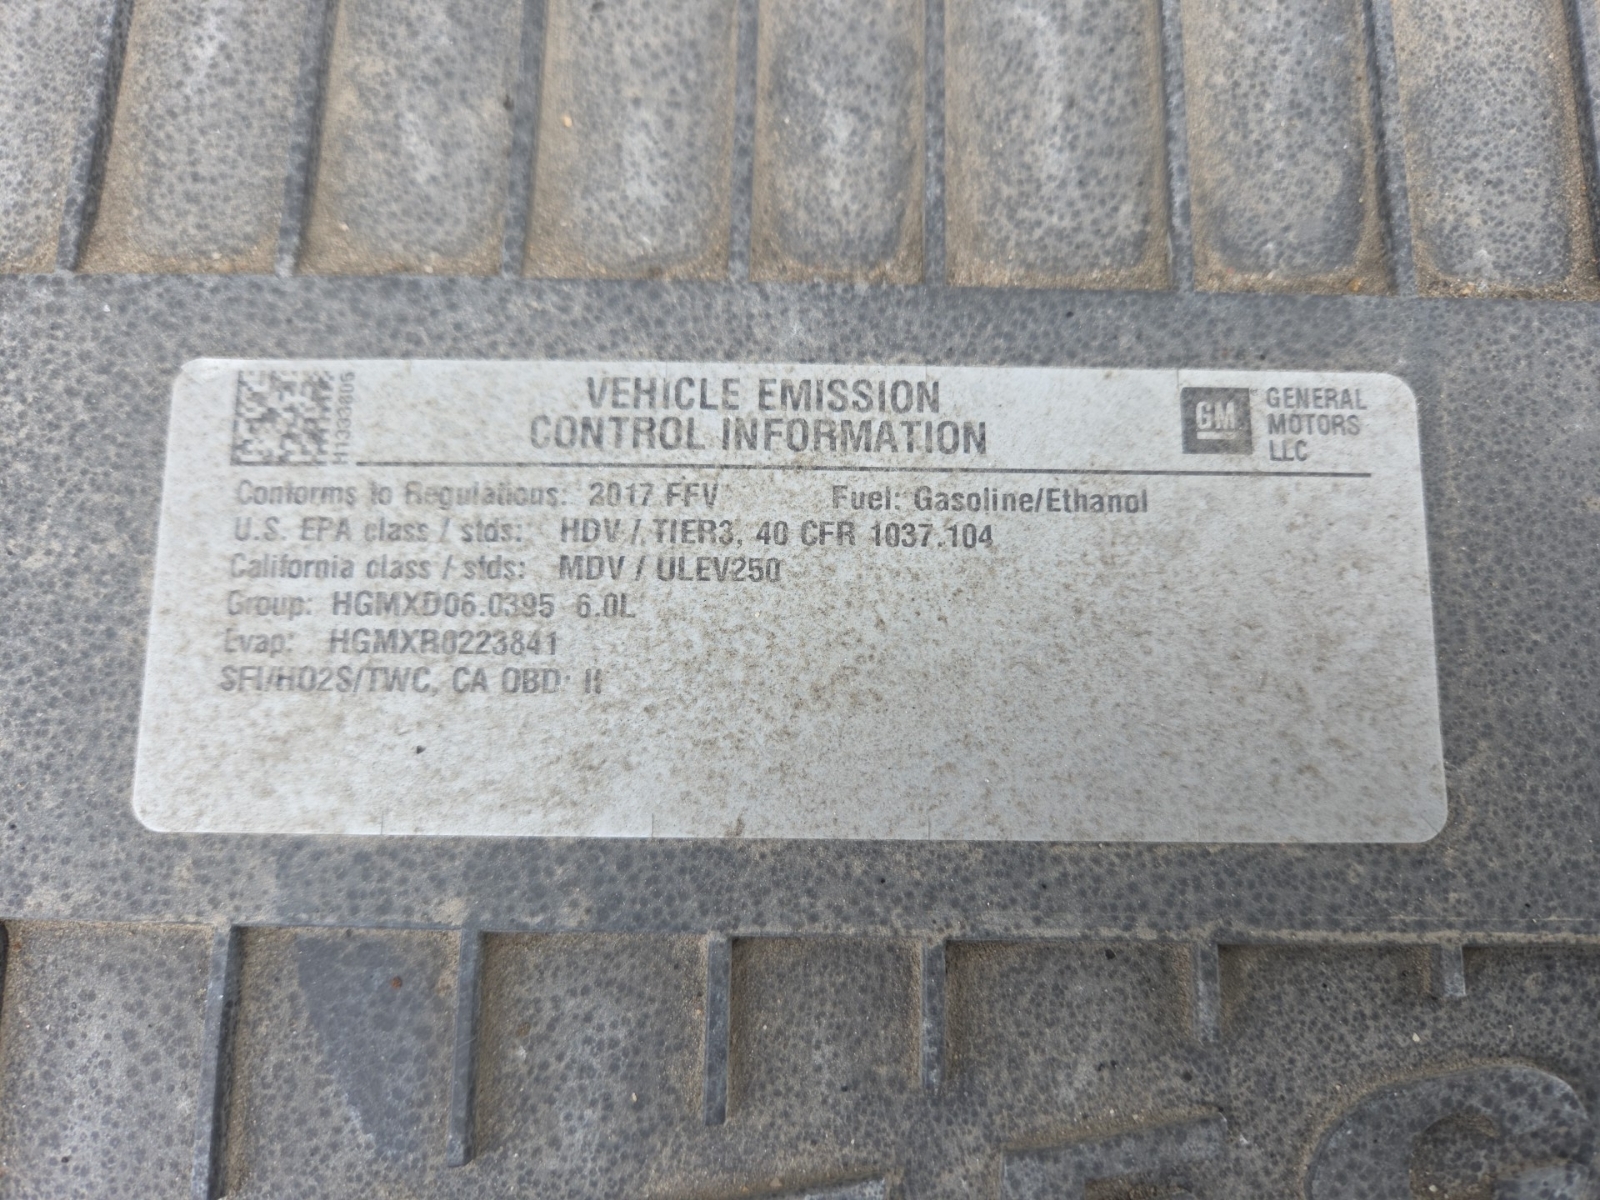 H13338US
VEHICLE EMISSION
CONTROL INFORMATION
GM
GENERAL
MOTORS
LLC
Conforms to Regulations: 2017 FFV Fuel: Gasoline/Ethanol
U.S. EPA class / stds: HDV / TIER3, 40 CFR 1037.104
California class / stds: MDV / ULEV250
Group: HGMXD06.0395 6.0L
Evap: HGMXR0223841
SFI/HO2S/TWC, CA OBD II